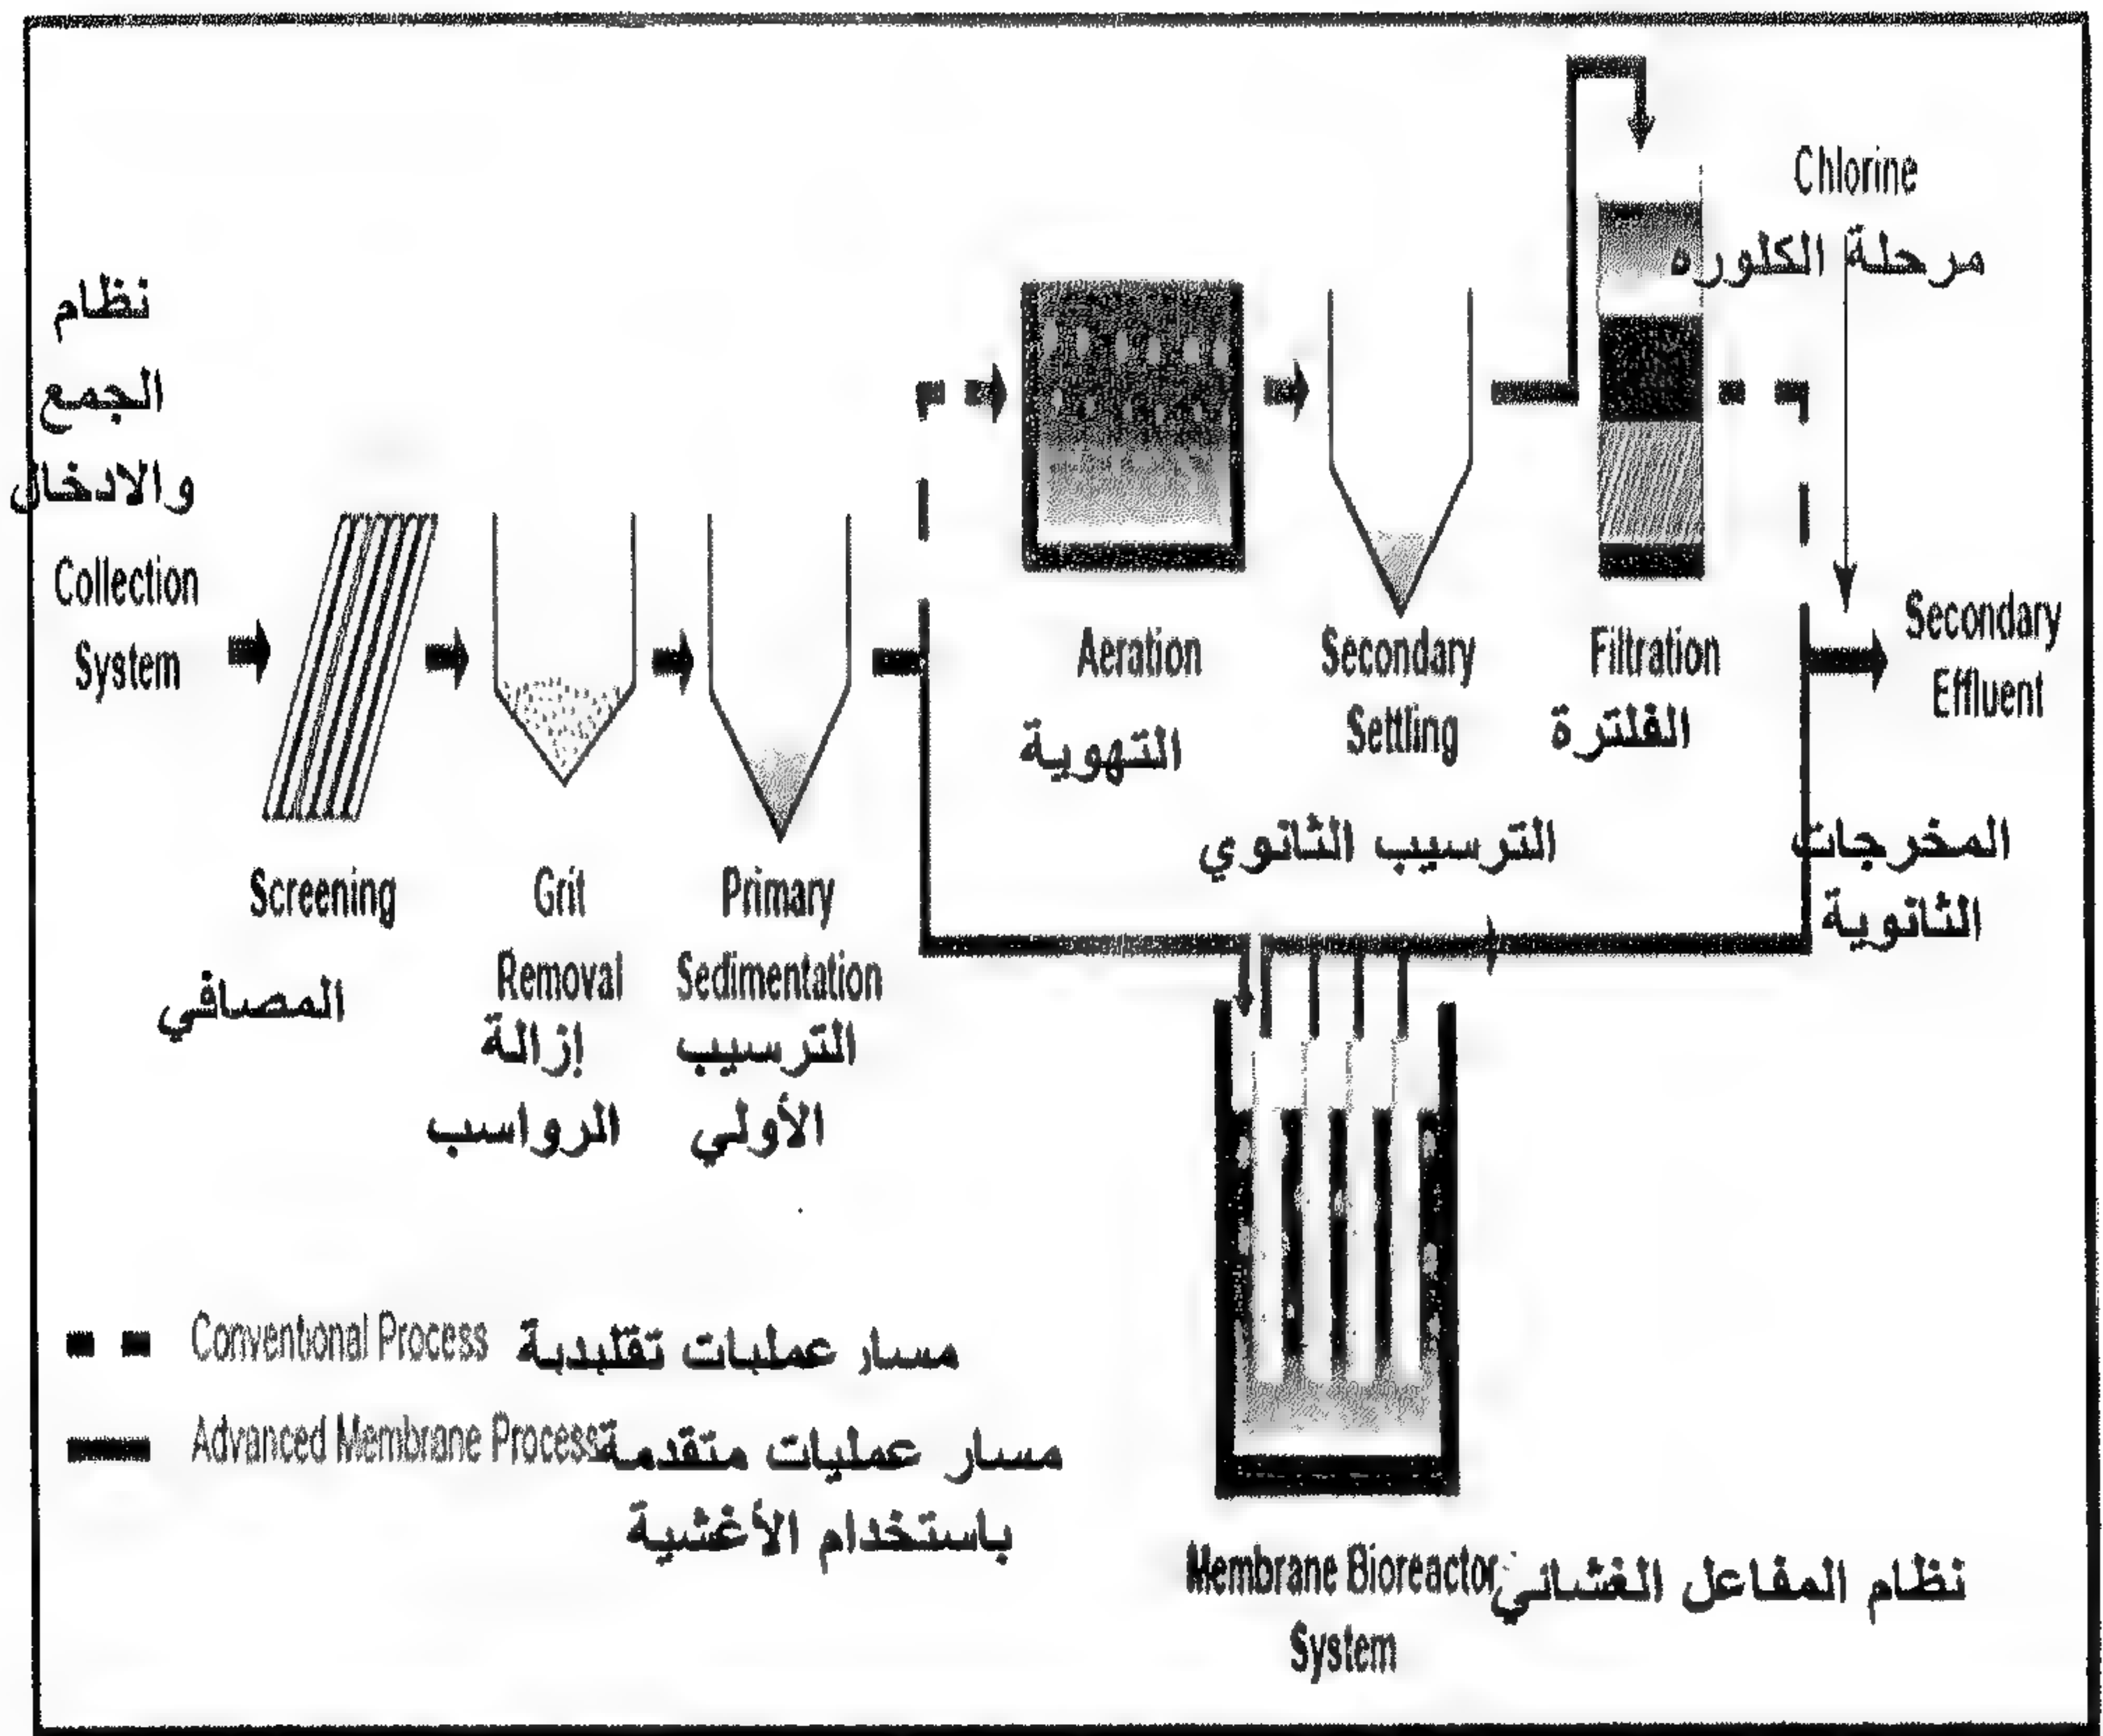 نظام
الجمع
والادخال
Collection
System
Screening
المصافي
Grit
Removal
إزالة
الرواسب
Primary
Sedimentation
الترسيب
الأولي
Aeration
التهوية
Secondary
Settling
الترسيب الثانوي
Filtration
الفلترة
Chlorine
مرحلة الكلوره
Secondary
Effluent
المخرجات
الثانوية
Conventional Process مسار عمليات تقليدية
Advanced Membrane Process مسار عمليات متقدمة
باستخدام الأغشية
Membrane Bioreactor نظام المفاعل الغشائي
System